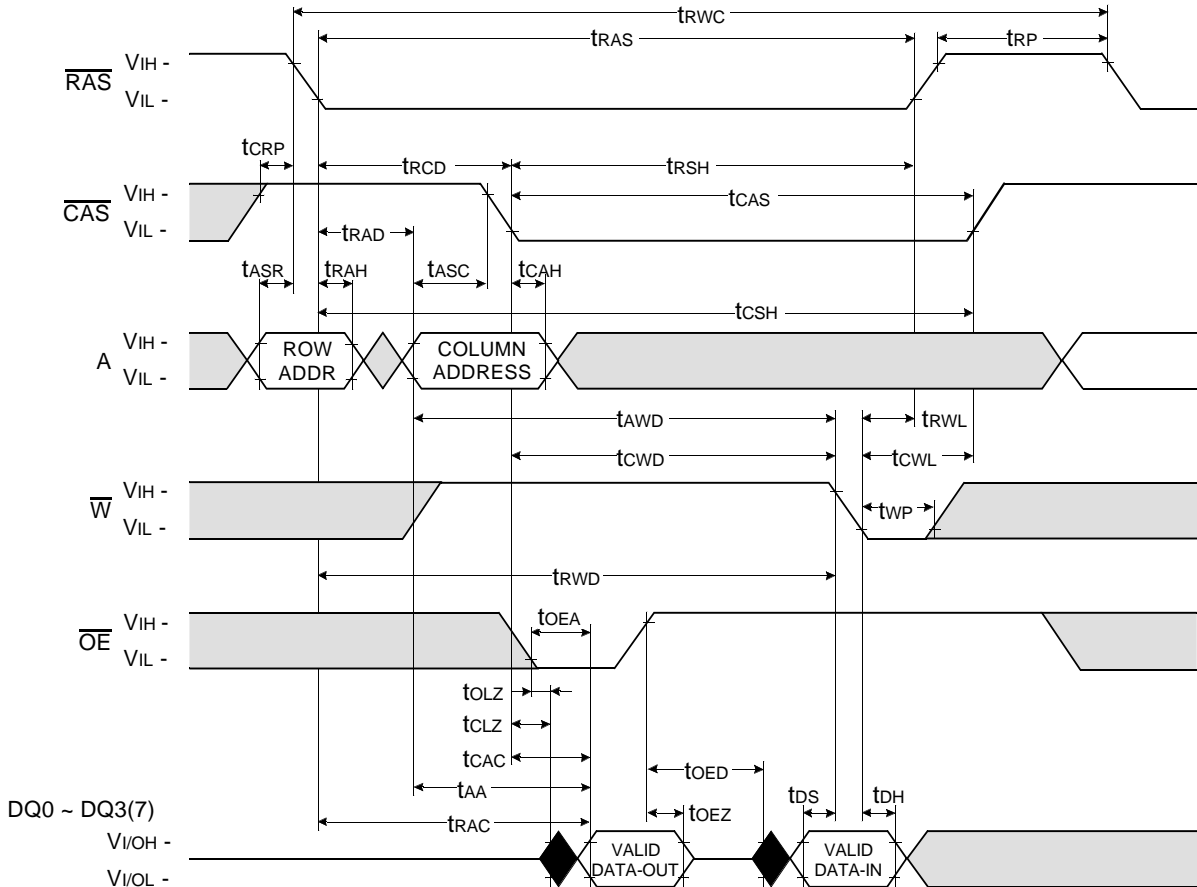 tRWC
tRAS
tRP
RAS
VIH -
VIL -
tCRP
tRCD
tRSH
CAS
VIH -
VIL -
tCAS
tRAD
tASR
tRAH
tASC
tCAH
tCSH
A
VIH -
VIL -
ROW
ADDR
COLUMN
ADDRESS
tAWD
tRWL
tCWD
tCWL
W
VIH -
VIL -
tWP
tRWD
OE
VIH -
VIL -
tOEA
tOLZ
tCLZ
tCAC
tOED
tAA
tOEZ
tDS
tDH
DQ0 ~ DQ3(7)
tRAC
VI/OH -
VI/OL -
VALID
DATA-OUT
VALID
DATA-IN